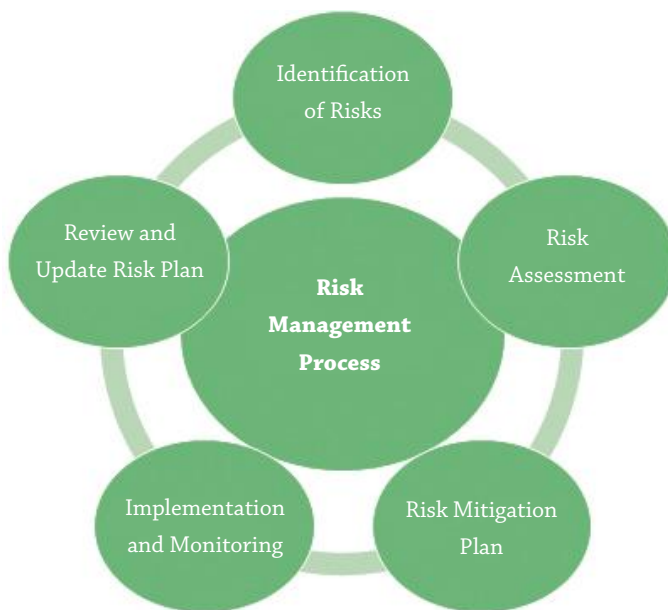 Identification
of Risks
Risk
Assessment
Risk Mitigation
Plan
Implementation
and Monitoring
Review and
Update Risk Plan
Risk
Management
Process